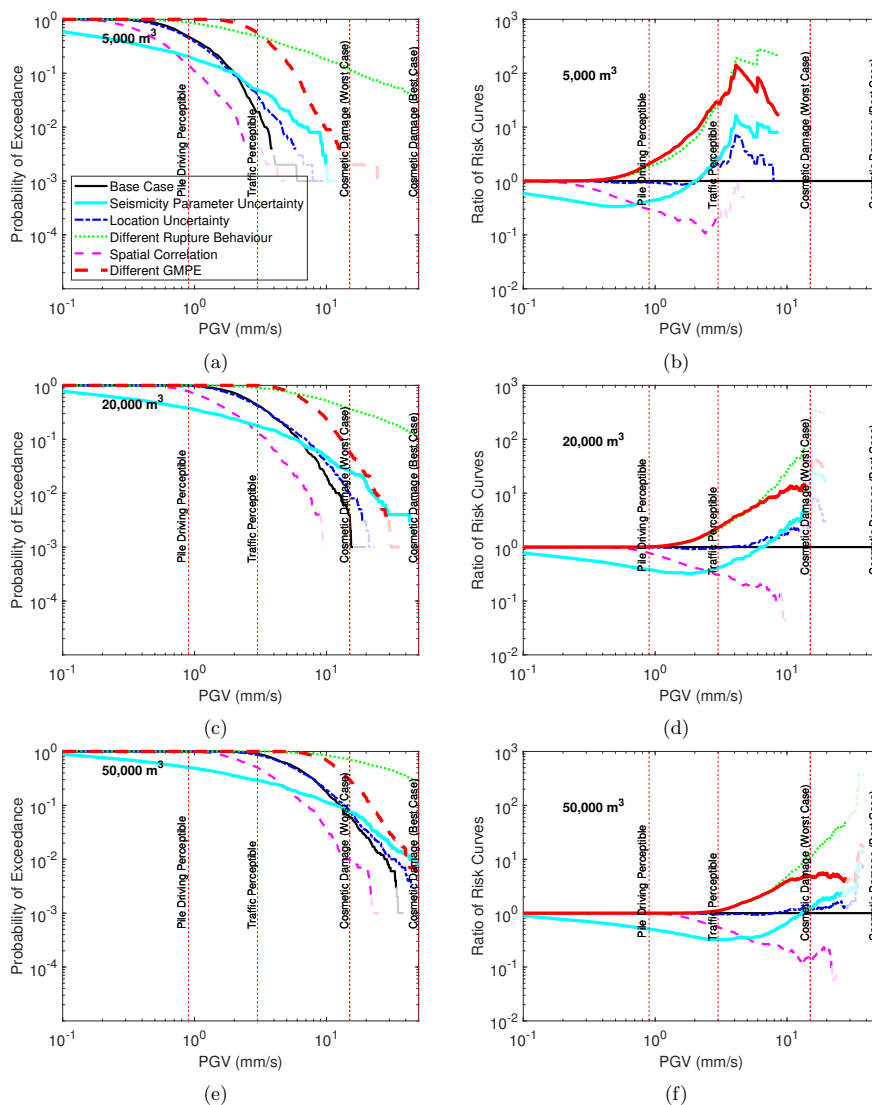 10^0
10^-1
10^-2
10^-3
10^-4
Probability of Exceedance
5,000 m^3
Pile Driving Perceptible
Traffic Perceptible
Cosmetic Damage (Worst Case)
Cosmetic Damage (Best Case)
Base Case
Seismicity Parameter Uncertainty
Location Uncertainty
Different Rupture Behaviour
Spatial Correlation
Different GMPE
10^-1 10^0 10^1
PGV (mm/s)
(a)
10^3
10^2
10^1
10^0
10^-1
10^-2
Ratio of Risk Curves
5,000 m^3
Pile Driving Perceptible
Traffic Perceptible
Cosmetic Damage (Worst Case)
10^-1 10^0 10^1
PGV (mm/s)
(b)
10^0
10^-1
10^-2
10^-3
10^-4
Probability of Exceedance
20,000 m^3
Pile Driving Perceptible
Traffic Perceptible
Cosmetic Damage (Worst Case)
Cosmetic Damage (Best Case)
10^-1 10^0 10^1
PGV (mm/s)
(c)
10^3
10^2
10^1
10^0
10^-1
10^-2
Ratio of Risk Curves
20,000 m^3
Pile Driving Perceptible
Traffic Perceptible
Cosmetic Damage (Worst Case)
10^-1 10^0 10^1
PGV (mm/s)
(d)
10^0
10^-1
10^-2
10^-3
10^-4
Probability of Exceedance
50,000 m^3
Pile Driving Perceptible
Traffic Perceptible
Cosmetic Damage (Worst Case)
Cosmetic Damage (Best Case)
10^-1 10^0 10^1
PGV (mm/s)
(e)
10^3
10^2
10^1
10^0
10^-1
10^-2
Ratio of Risk Curves
50,000 m^3
Pile Driving Perceptible
Traffic Perceptible
Cosmetic Damage (Worst Case)
10^-1 10^0 10^1
PGV (mm/s)
(f)